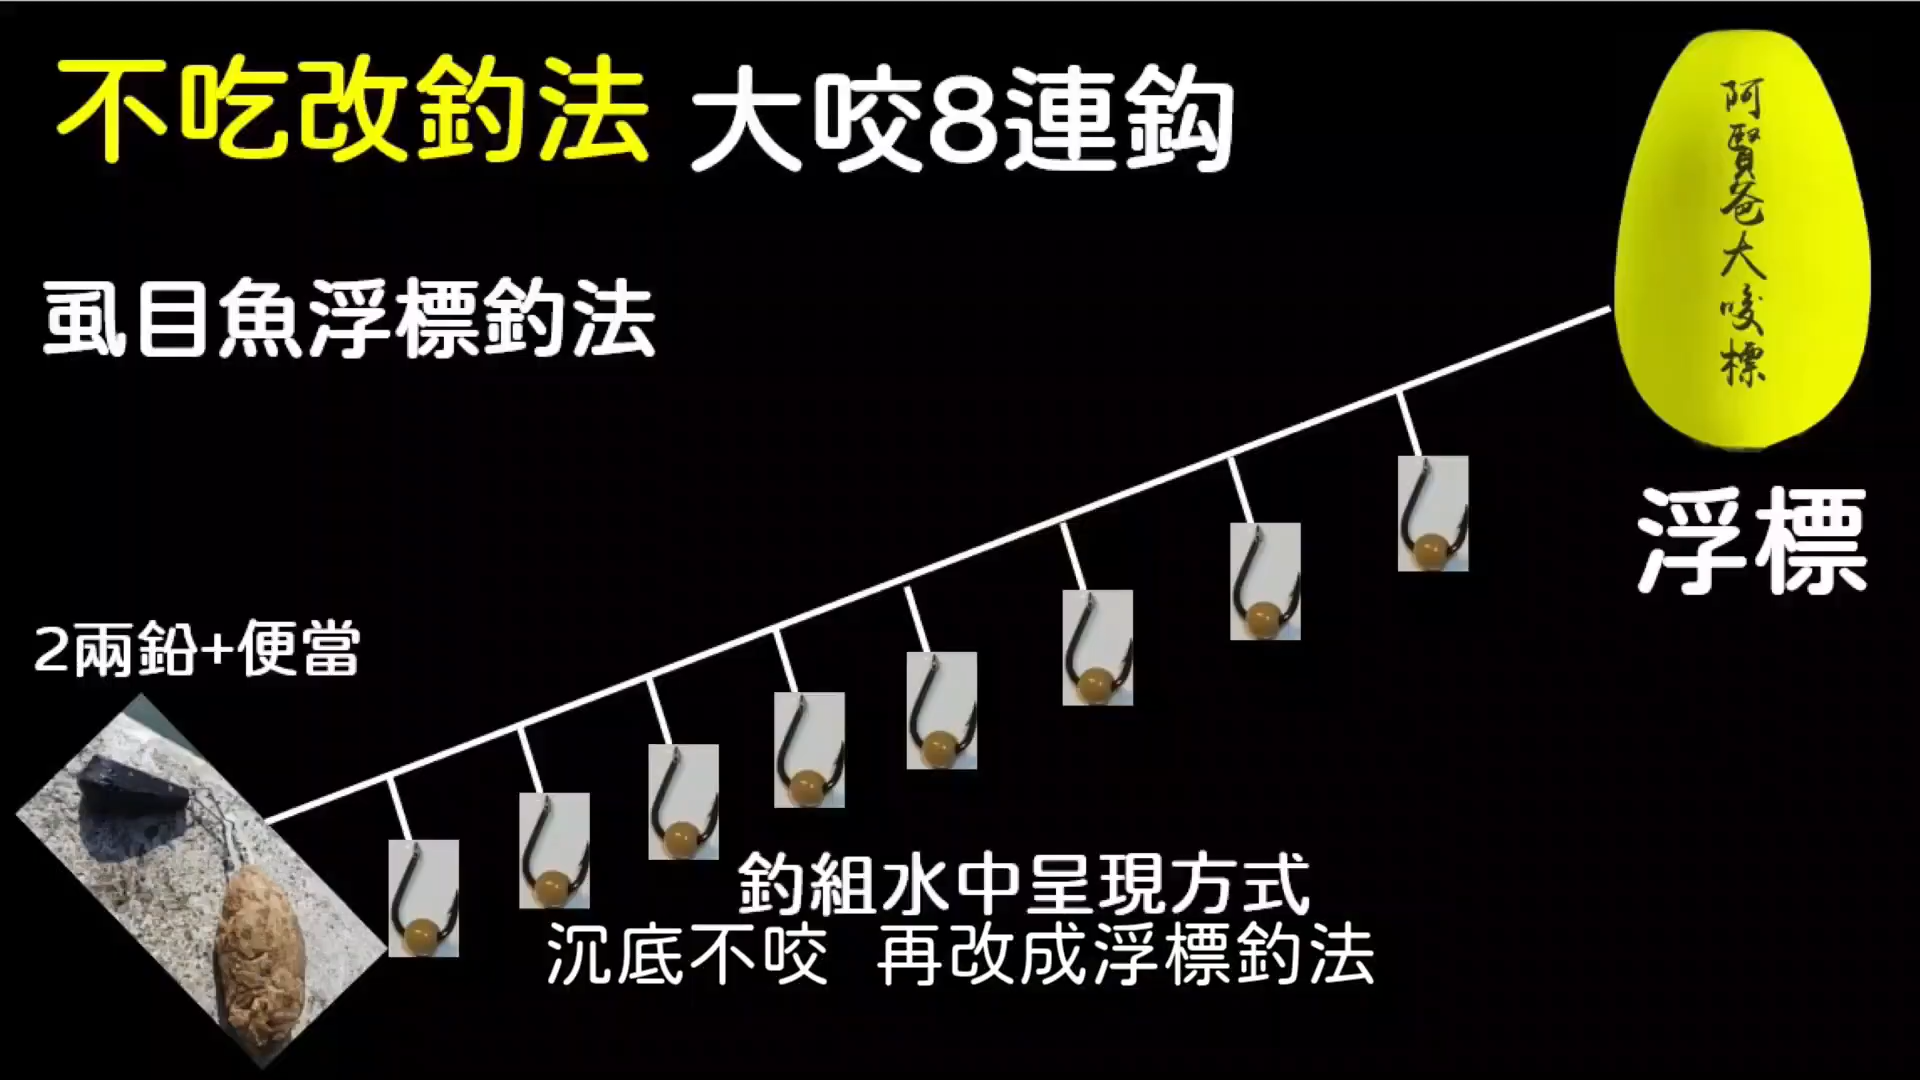 不吃改釣法 大咬8連鈎
阿賢爸大咬標
虱目魚浮標釣法
浮標
2兩鉛+便當
釣組水中呈現方式
沉底不咬 再改成浮標釣法